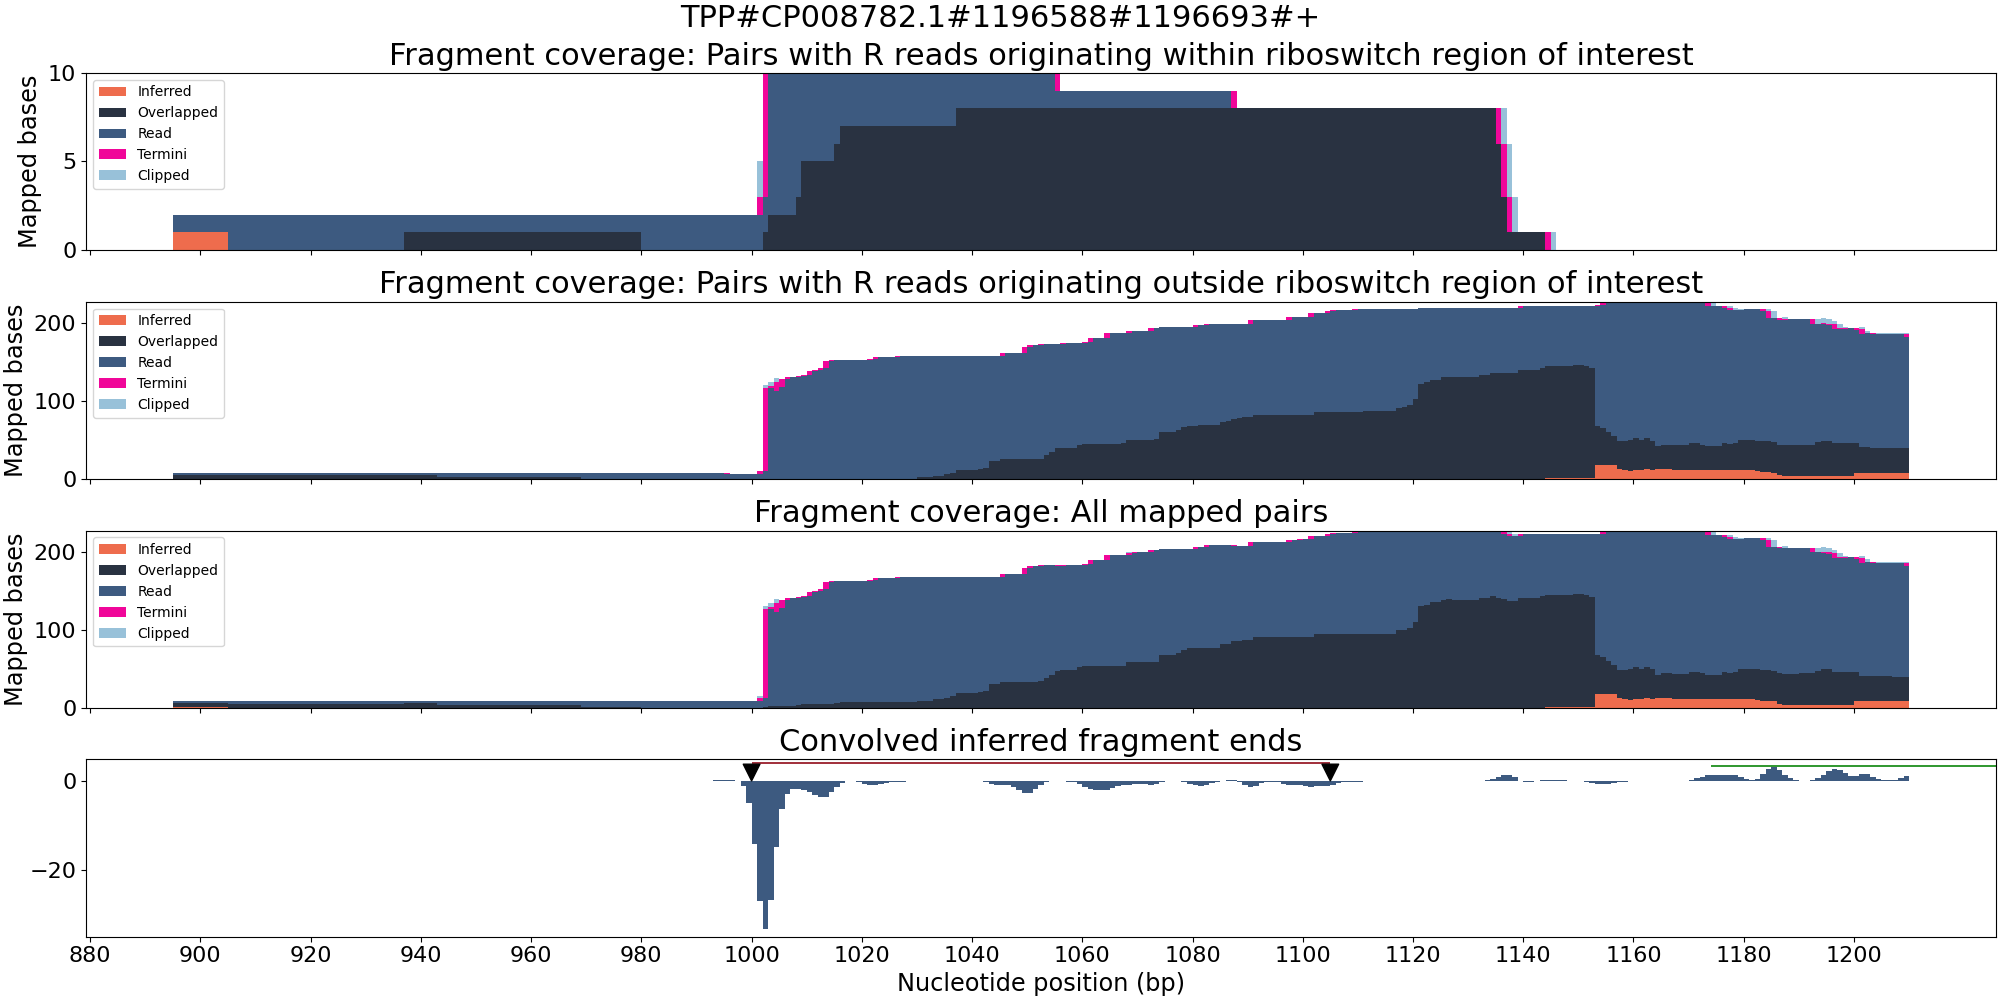 TPP#CP008782.1#1196588#1196693#+
Fragment coverage: Pairs with R reads originating within riboswitch region of interest
Mapped bases
10
5
0
Inferred
Overlapped
Read
Termini
Clipped
Fragment coverage: Pairs with R reads originating outside riboswitch region of interest
Mapped bases
200
100
0
Inferred
Overlapped
Read
Termini
Clipped
Fragment coverage: All mapped pairs
Mapped bases
200
100
0
Inferred
Overlapped
Read
Termini
Clipped
Convolved inferred fragment ends
0
−20
880 900 920 940 960 980 1000 1020 1040 1060 1080 1100 1120 1140 1160 1180 1200
Nucleotide position (bp)